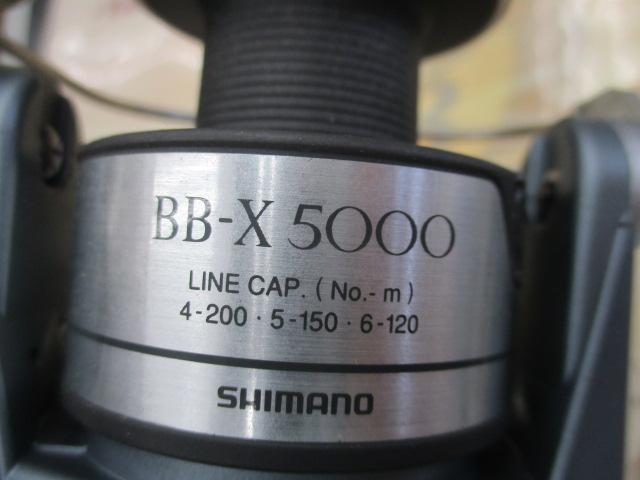 BB-X 5000
LINE CAP. ( No.- m )
4-200 · 5-150 · 6-120
SHIMANO